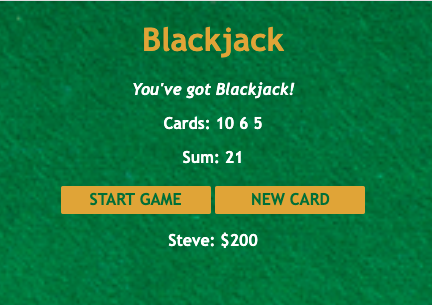 Blackjack
You've got Blackjack!
Cards: 10 6 5
Sum: 21
START GAME NEW CARD
Steve: $200